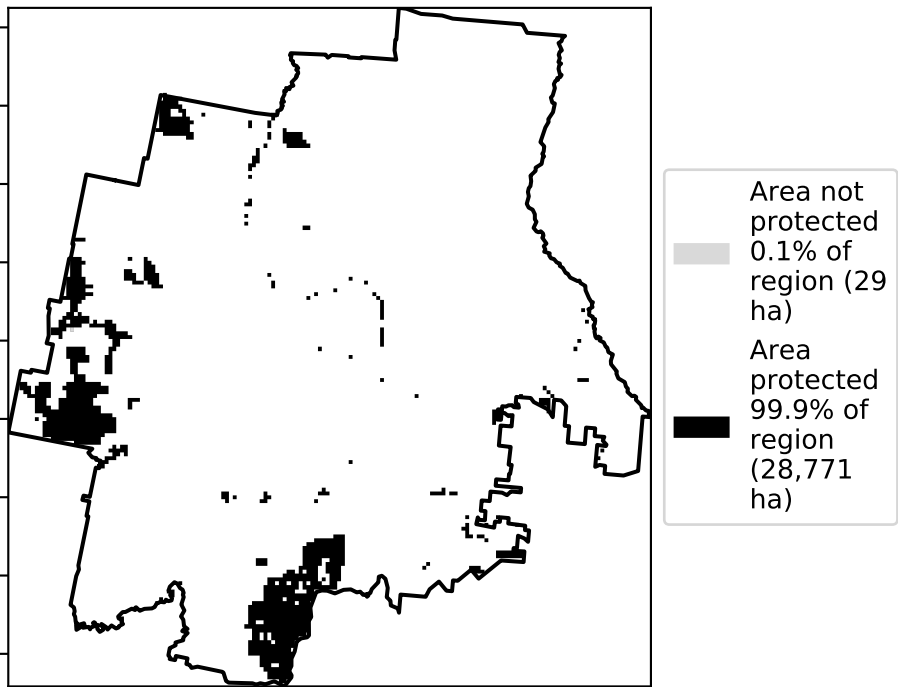 Area not
protected
0.1% of
region (29
ha)
Area
protected
99.9% of
region
(28,771
ha)